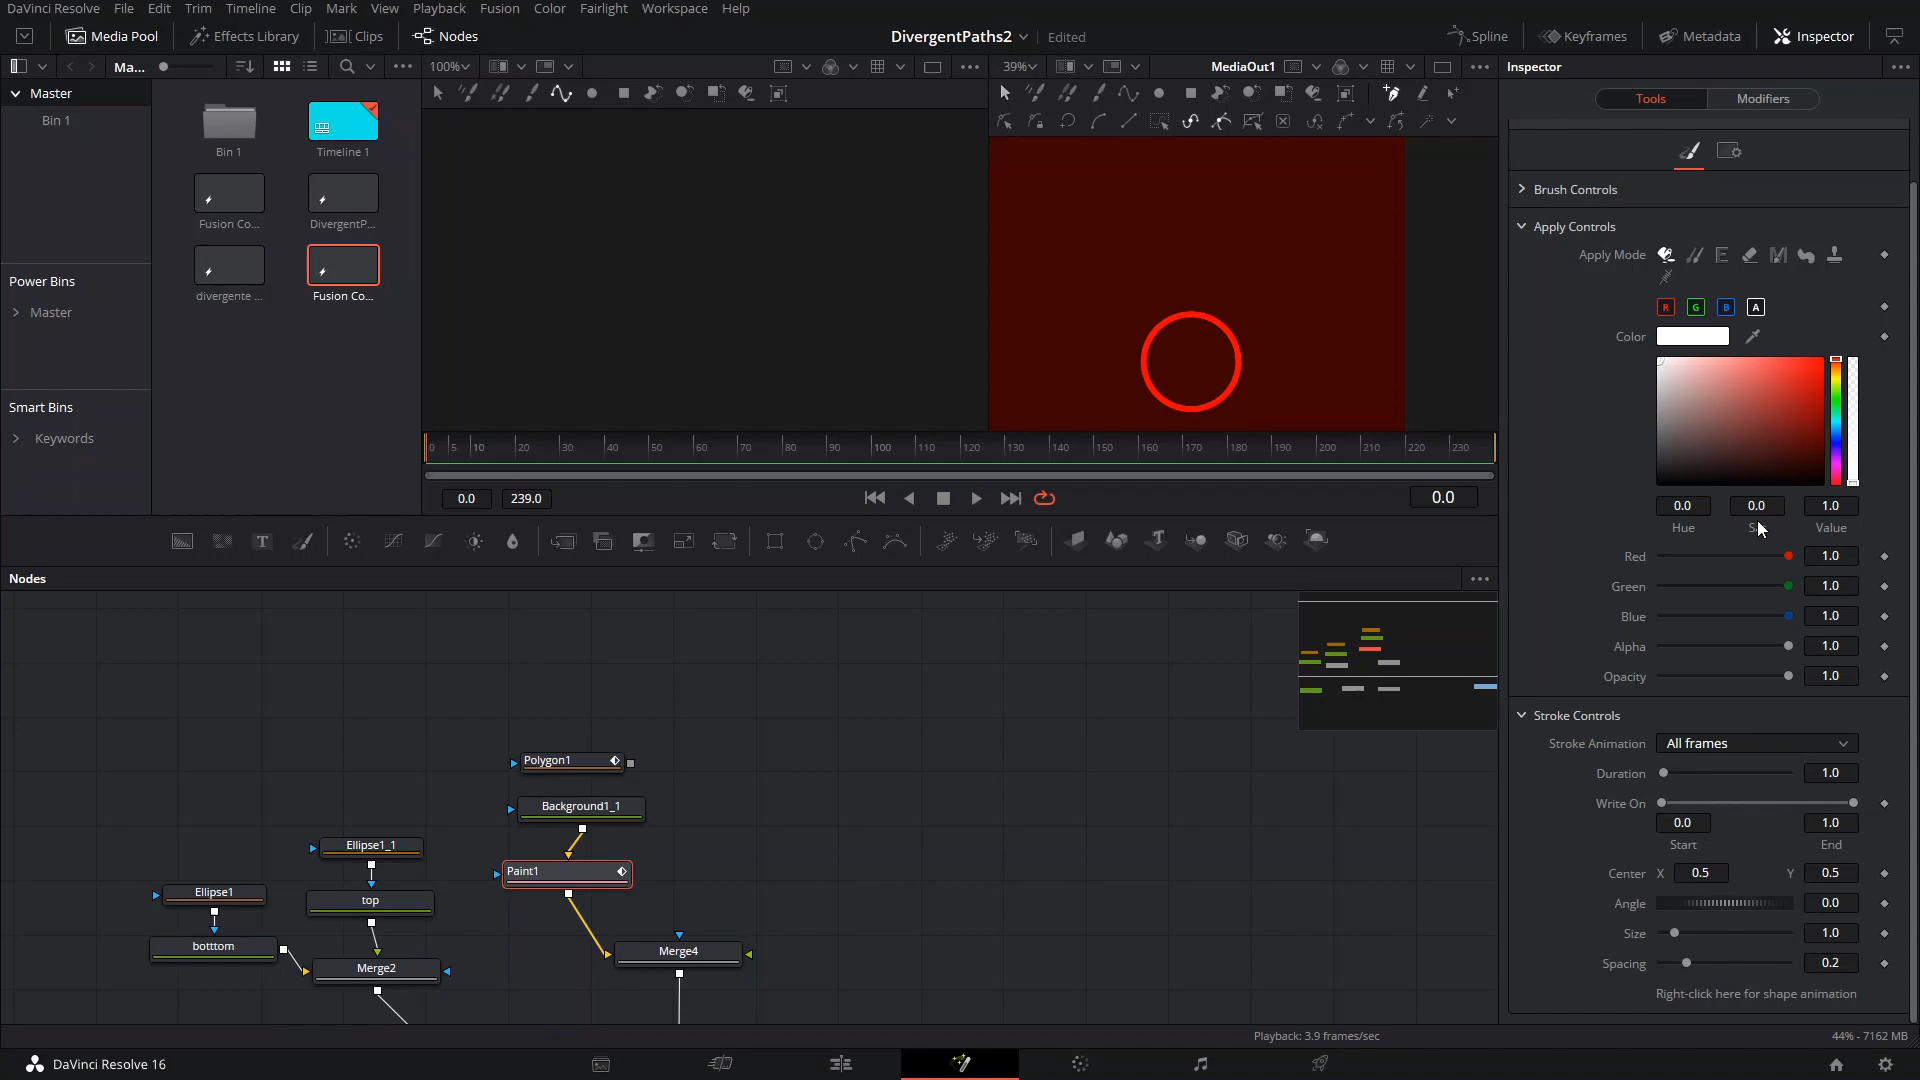 DaVinci Resolve File Edit Trim Timeline Clip Mark View Playback Fusion Color Fairlight Workspace Help
Media Pool Effects Library Clips Nodes DivergentPaths2 Edited Spline Keyframes Metadata Inspector
Ma... 100% 39% MediaOut1 Inspector
Tools Modifiers
Master
Bin 1
Bin 1 Timeline 1
Fusion Co... DivergentP...
divergente ... Fusion Co...
Power Bins
Master
Smart Bins
Keywords
0 5 10 20 30 40 50 60 70 80 90 100 110 120 130 140 150 160 170 180 190 200 210 220 230
0.0 239.0 0.0
Brush Controls
Apply Controls
Apply Mode
R G B A
Color
0.0 0.0 1.0
Hue Value
Red 1.0
Green 1.0
Blue 1.0
Alpha 1.0
Opacity 1.0
Stroke Controls
Stroke Animation All frames
Duration 1.0
Write On
0.0 1.0
Start End
Center X 0.5 Y 0.5
Angle 0.0
Size 1.0
Spacing 0.2
Right-click here for shape animation
Nodes
Polygon1
Background1_1
Ellipse1_1
Paint1
Ellipse1
top
botttom
Merge4
Merge2
Playback: 3.9 frames/sec 44% - 7162 MB
DaVinci Resolve 16